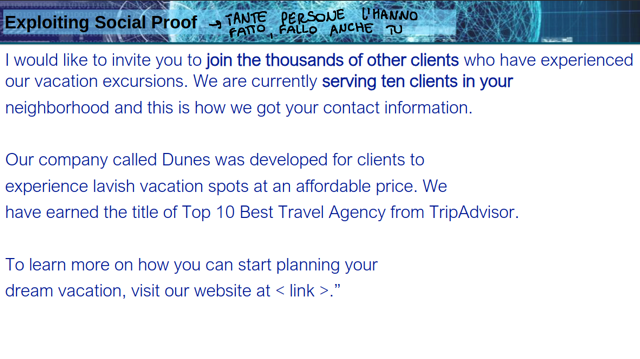 Exploiting Social Proof → TANTE PERSONE L'HANNO
FATTO, FALLO ANCHE TU
I would like to invite you to join the thousands of other clients who have experienced
our vacation excursions. We are currently serving ten clients in your
neighborhood and this is how we got your contact information.
Our company called Dunes was developed for clients to
experience lavish vacation spots at an affordable price. We
have earned the title of Top 10 Best Travel Agency from TripAdvisor.
To learn more on how you can start planning your
dream vacation, visit our website at < link >.”